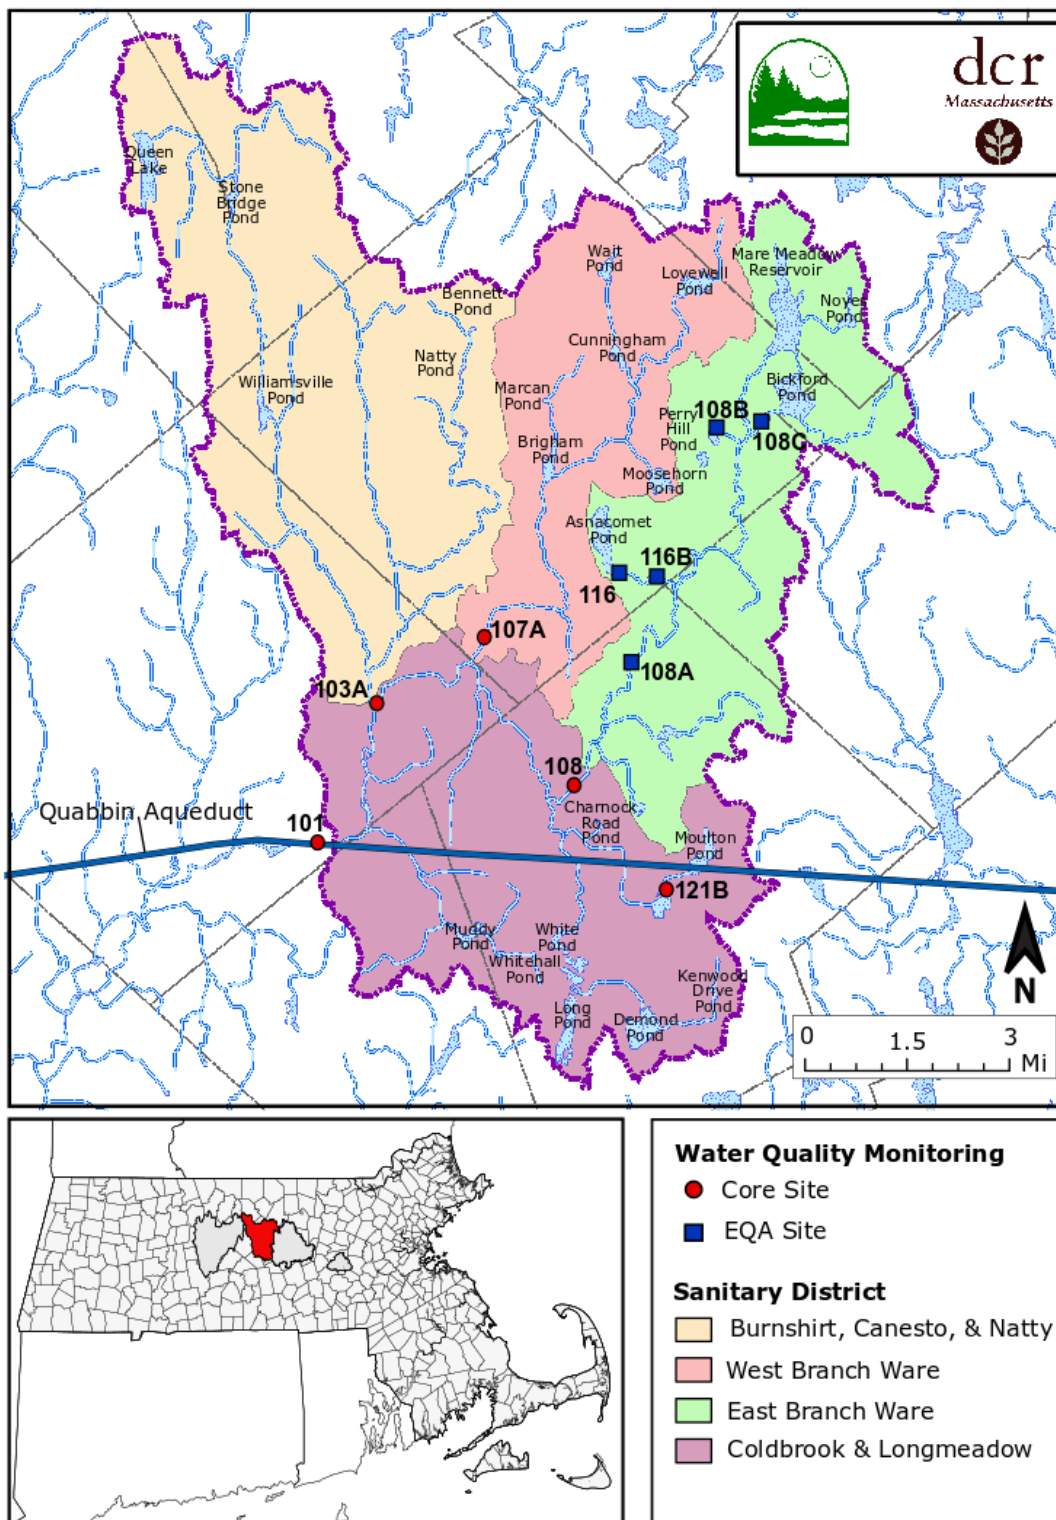 dcr
Massachusetts
Queen
Lake
Stone
Bridge
Pond
Wait
Pond
Lovewell
Pond
Mare Meadow
Reservoir
Noyes
Pond
Bennett
Pond
Natty
Pond
Cunningham
Pond
Williamsville
Pond
Marcan
Pond
Bickford
Pond
Perry
Hill
Pond
108B
108C
Brigham
Pond
Moosehorn
Pond
Asnacomet
Pond
116B
116
107A
108A
103A
108
Charnock
Road
Pond
Quabbin Aqueduct
101
Moulton
Pond
121B
Muddy
Pond
White
Pond
Whitehall
Pond
Kenwood
Drive
Pond
Long
Pond
Demond
Pond
N
0 1.5 3
Mi
Water Quality Monitoring
Core Site
EQA Site
Sanitary District
Burnshirt, Canesto, & Natty
West Branch Ware
East Branch Ware
Coldbrook & Longmeadow